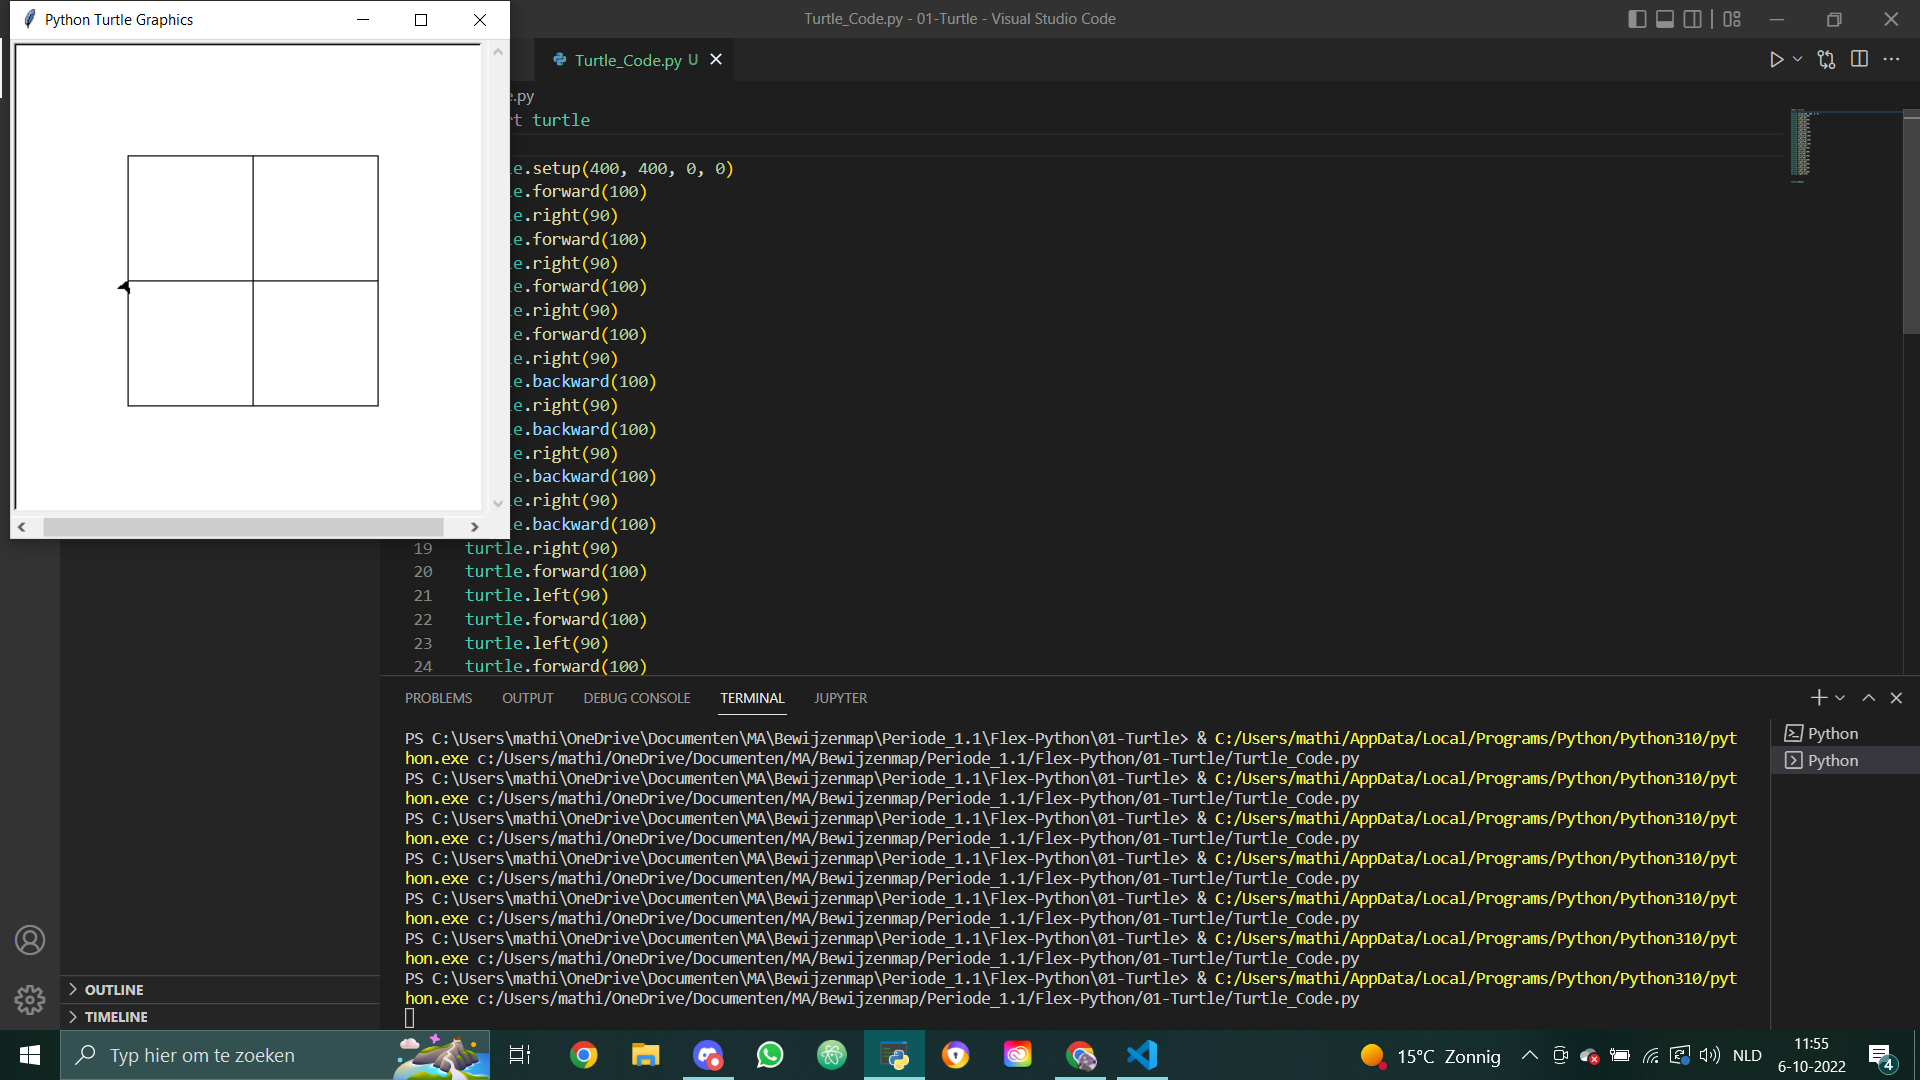 Python Turtle Graphics
Turtle_Code.py - 01-Turtle - Visual Studio Code
Turtle_Code.py U
e.py
rt turtle
e.setup(400, 400, 0, 0)
e.forward(100)
e.right(90)
e.forward(100)
e.right(90)
e.forward(100)
e.right(90)
e.forward(100)
e.right(90)
e.backward(100)
e.right(90)
e.backward(100)
e.right(90)
e.backward(100)
e.right(90)
e.backward(100)
19 turtle.right(90)
20 turtle.forward(100)
21 turtle.left(90)
22 turtle.forward(100)
23 turtle.left(90)
24 turtle.forward(100)
PROBLEMS OUTPUT DEBUG CONSOLE TERMINAL JUPYTER
PS C:\Users\mathi\OneDrive\Documenten\MA\Bewijzenmap\Periode_1.1\Flex-Python\01-Turtle> & C:/Users/mathi/AppData/Local/Programs/Python/Python310/pyt
hon.exe c:/Users/mathi/OneDrive/Documenten/MA/Bewijzenmap/Periode_1.1/Flex-Python/01-Turtle/Turtle_Code.py
PS C:\Users\mathi\OneDrive\Documenten\MA\Bewijzenmap\Periode_1.1\Flex-Python\01-Turtle> & C:/Users/mathi/AppData/Local/Programs/Python/Python310/pyt
hon.exe c:/Users/mathi/OneDrive/Documenten/MA/Bewijzenmap/Periode_1.1/Flex-Python/01-Turtle/Turtle_Code.py
PS C:\Users\mathi\OneDrive\Documenten\MA\Bewijzenmap\Periode_1.1\Flex-Python\01-Turtle> & C:/Users/mathi/AppData/Local/Programs/Python/Python310/pyt
hon.exe c:/Users/mathi/OneDrive/Documenten/MA/Bewijzenmap/Periode_1.1/Flex-Python/01-Turtle/Turtle_Code.py
PS C:\Users\mathi\OneDrive\Documenten\MA\Bewijzenmap\Periode_1.1\Flex-Python\01-Turtle> & C:/Users/mathi/AppData/Local/Programs/Python/Python310/pyt
hon.exe c:/Users/mathi/OneDrive/Documenten/MA/Bewijzenmap/Periode_1.1/Flex-Python/01-Turtle/Turtle_Code.py
PS C:\Users\mathi\OneDrive\Documenten\MA\Bewijzenmap\Periode_1.1\Flex-Python\01-Turtle> & C:/Users/mathi/AppData/Local/Programs/Python/Python310/pyt
hon.exe c:/Users/mathi/OneDrive/Documenten/MA/Bewijzenmap/Periode_1.1/Flex-Python/01-Turtle/Turtle_Code.py
PS C:\Users\mathi\OneDrive\Documenten\MA\Bewijzenmap\Periode_1.1\Flex-Python\01-Turtle> & C:/Users/mathi/AppData/Local/Programs/Python/Python310/pyt
hon.exe c:/Users/mathi/OneDrive/Documenten/MA/Bewijzenmap/Periode_1.1/Flex-Python/01-Turtle/Turtle_Code.py
PS C:\Users\mathi\OneDrive\Documenten\MA\Bewijzenmap\Periode_1.1\Flex-Python\01-Turtle> & C:/Users/mathi/AppData/Local/Programs/Python/Python310/pyt
hon.exe c:/Users/mathi/OneDrive/Documenten/MA/Bewijzenmap/Periode_1.1/Flex-Python/01-Turtle/Turtle_Code.py
Python
Python
OUTLINE
TIMELINE
Typ hier om te zoeken
15°C Zonnig
NLD
11:55
6-10-2022
4